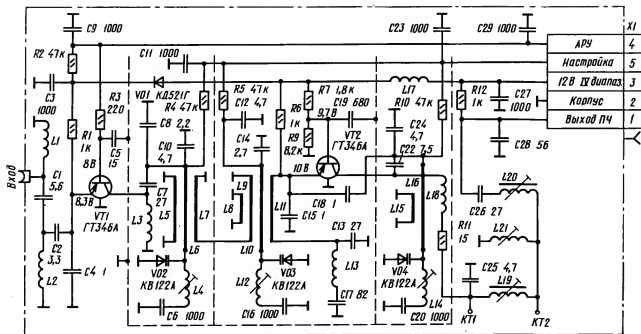 C9 1000
C23 1000
C29 1000
X1
R2 47к
C11 1000
АРУ 4
Настройка 5
12В IV диапаз. 3
Корпус 2
Выход ПЧ 1
C3 1000
R3 220
VD1 КД521Г
R4 47к
R5 47к
C12 4,7
R6 1к
R7 1,8к
C19 680
R10 47к
L17
R12 1к
C27 1000
C28 56
L1
R1 1к
C5 15
C8 2,2
C10 4,7
C14 2,7
R9 8,2к
9,7В
VT2 ГТ346А
C24 4,7
C22 7,5
Вход
C1 5,6
8В
8,3В
VT1 ГТ346А
C7 27
L3
L5
L7
L6
L9
L8
L10
10В
L11
C15 1
C18 1
C13 27
L16
L15
L18
L20
C26 27
L21
R11 15
C2 3,3
L2
C4 1
VD2 КВ122А
L4
C6 1000
L12
VD3 КВ122А
C16 1000
L13
C17 82
VD4 КВ122А
L14
C20 1000
C25 4,7
L19
КТ1
КТ2